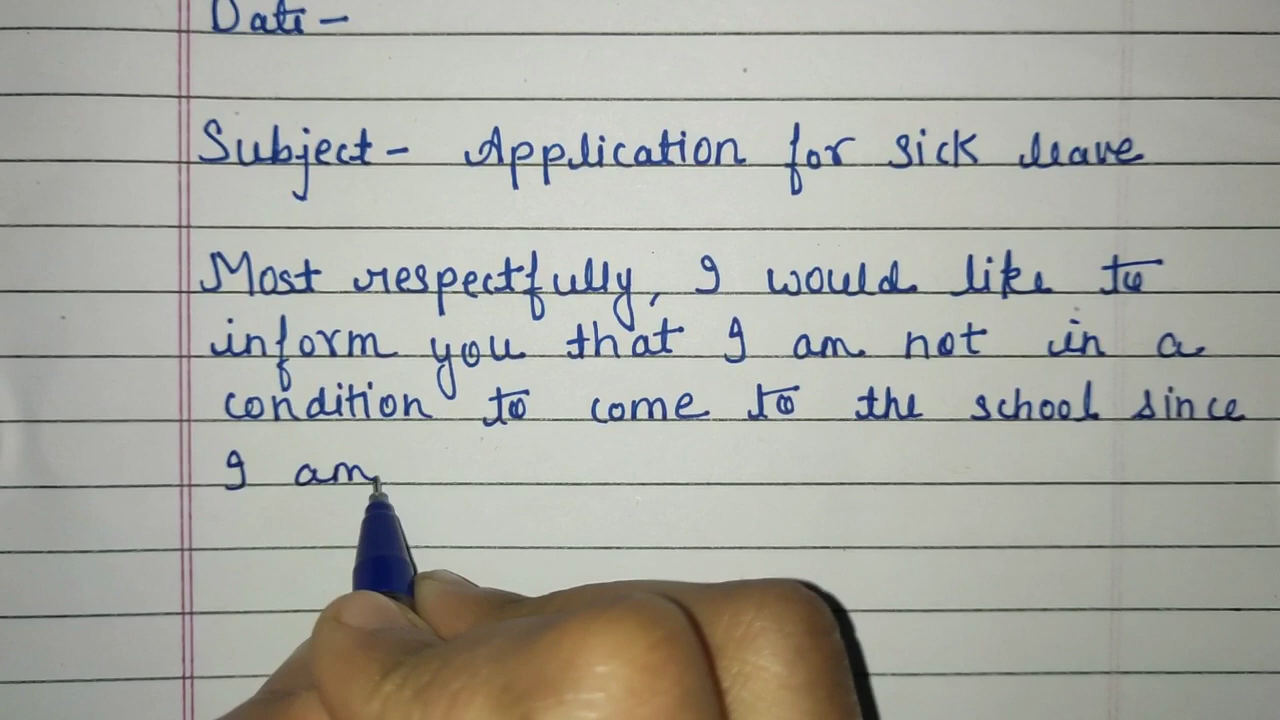 Date-
Subject- Application for sick leave
Most respectfully, I would like to
inform you that I am not in a
condition to come to the school since
I am